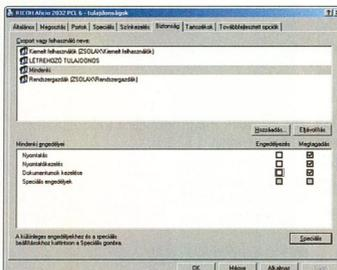 RICOH Aficio 2032 PCL 6 - tulajdonságok
Általános Megosztás Portok Speciális Színkezelés Biztonság Tartozékok Továbbfejlesztett opciók
Csoport vagy felhasználó neve:
Kiemelt felhasználók (ZSOLAX\Kiemelt felhasználók)
LÉTREHOZÓ TULAJDONOS
Mindenki
Rendszergazdák (ZSOLAX\Rendszergazdák)
Hozzáadás... Eltávolítás
Mindenki engedélyei Engedélyezés Megtagadás
Nyomtatás
Nyomtatókezelés
Dokumentumok kezelése
Speciális engedélyek
A különleges engedélyekhez és a speciális
beállításokhoz kattintson a Speciális gombra.
Speciális
OK Mégse Alkalmaz